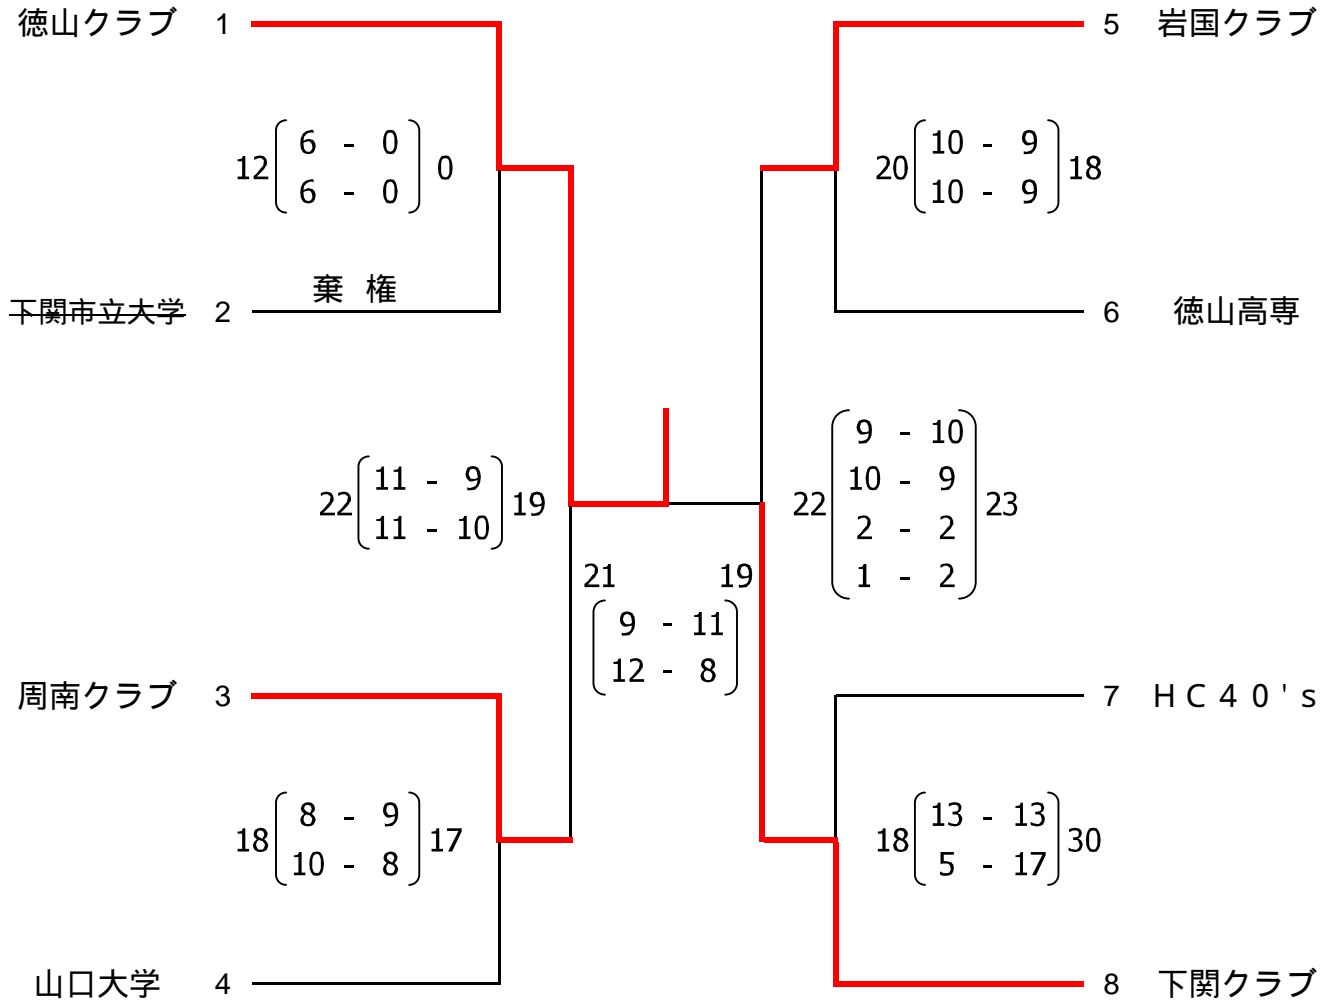 徳山クラブ 1
5 岩国クラブ
12 6 - 0 0
6 - 0
20 10 - 9 18
10 - 9
棄 権
下関市立大学 2
6 徳山高専
22 11 - 9 19
11 - 10
22 9 - 10 23
10 - 9
2 - 2
1 - 2
21 19
9 - 11
12 - 8
周南クラブ 3
7 ＨＣ４０'ｓ
18 8 - 9 17
10 - 8
18 13 - 13 30
5 - 17
山口大学 4
8 下関クラブ